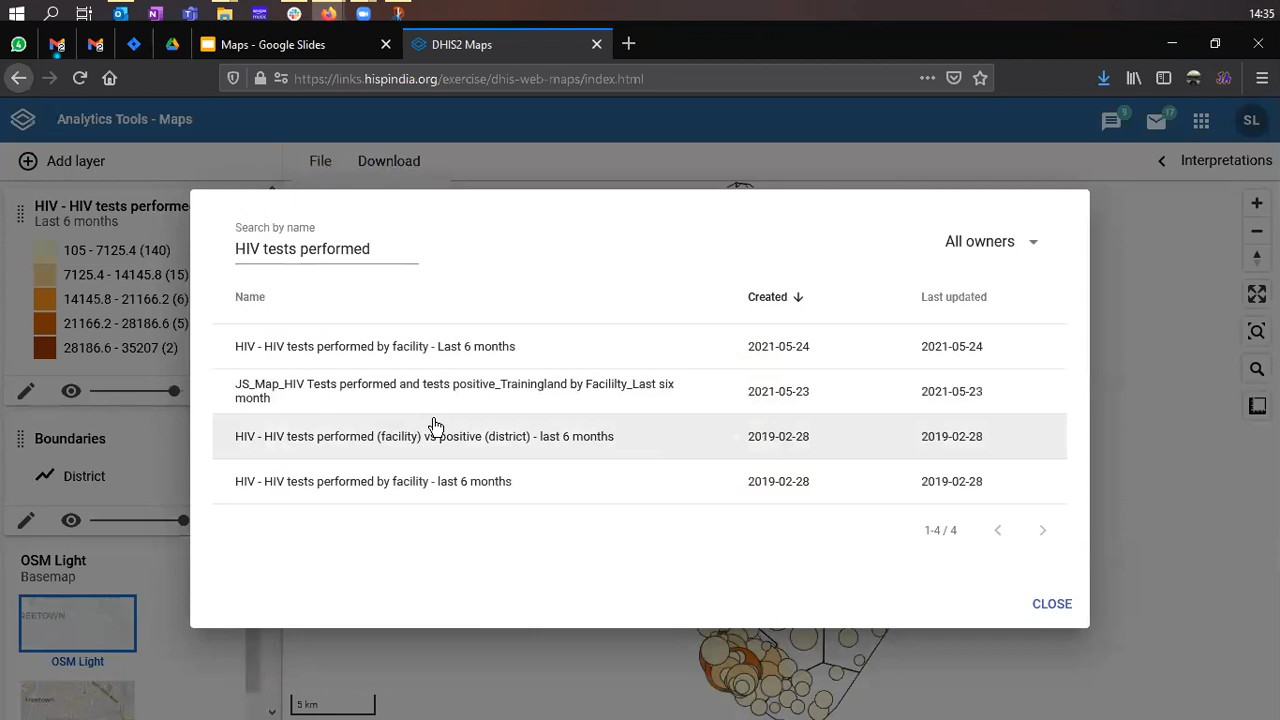 14:35
Maps - Google Slides
DHIS2 Maps
https://links.hispindia.org/exercise/dhis-web-maps/index.html
Analytics Tools - Maps
9
17
SL
Add layer
File
Download
Interpretations
HIV - HIV tests performe
Last 6 months
105 - 7125.4 (140)
7125.4 - 14145.8 (15)
14145.8 - 21166.2 (6)
21166.2 - 28186.6 (5)
28186.6 - 35207 (2)
Boundaries
District
OSM Light
Basemap
REETOWN
OSM Light
Freetown
5 km
Search by name
HIV tests performed
All owners
Name
Created
Last updated
HIV - HIV tests performed by facility - Last 6 months
2021-05-24
2021-05-24
JS_Map_HIV Tests performed and tests positive_Trainingland by Facililty_Last six
month
2021-05-23
2021-05-23
HIV - HIV tests performed (facility) vs positive (district) - last 6 months
2019-02-28
2019-02-28
HIV - HIV tests performed by facility - last 6 months
2019-02-28
2019-02-28
1-4 / 4
CLOSE